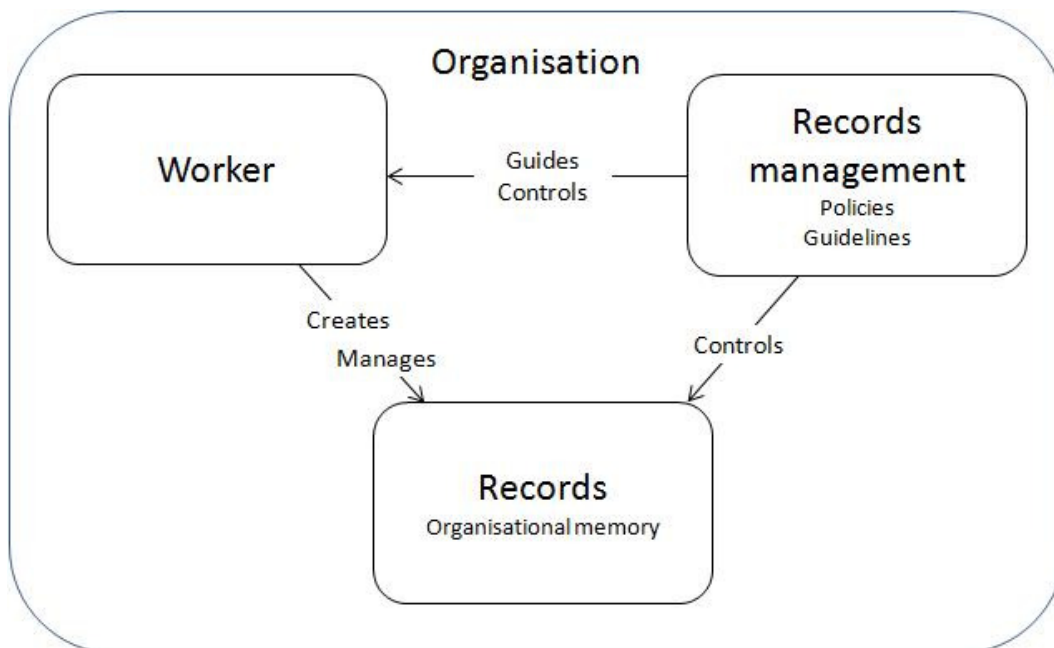 Organisation
Worker
Guides
Controls
Records
management
Policies
Guidelines
Creates
Manages
Controls
Records
Organisational memory